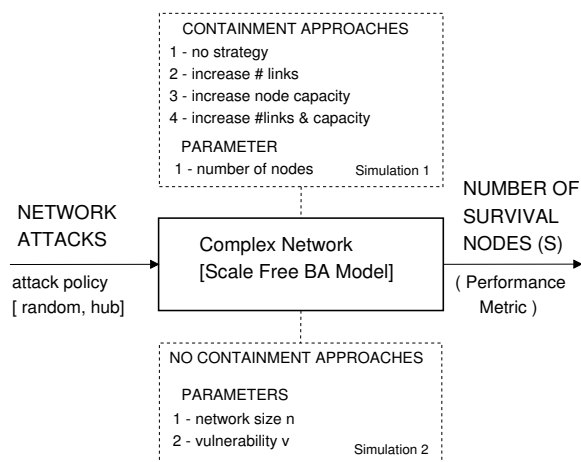 CONTAINMENT APPROACHES
1 - no strategy
2 - increase # links
3 - increase node capacity
4 - increase #links & capacity
PARAMETER
1 - number of nodes
Simulation 1
NETWORK
ATTACKS
attack policy
[ random, hub]
Complex Network
[Scale Free BA Model]
NUMBER OF
SURVIVAL
NODES (S)
( Performance
Metric )
NO CONTAINMENT APPROACHES
PARAMETERS
1 - network size n
2 - vulnerability v
Simulation 2